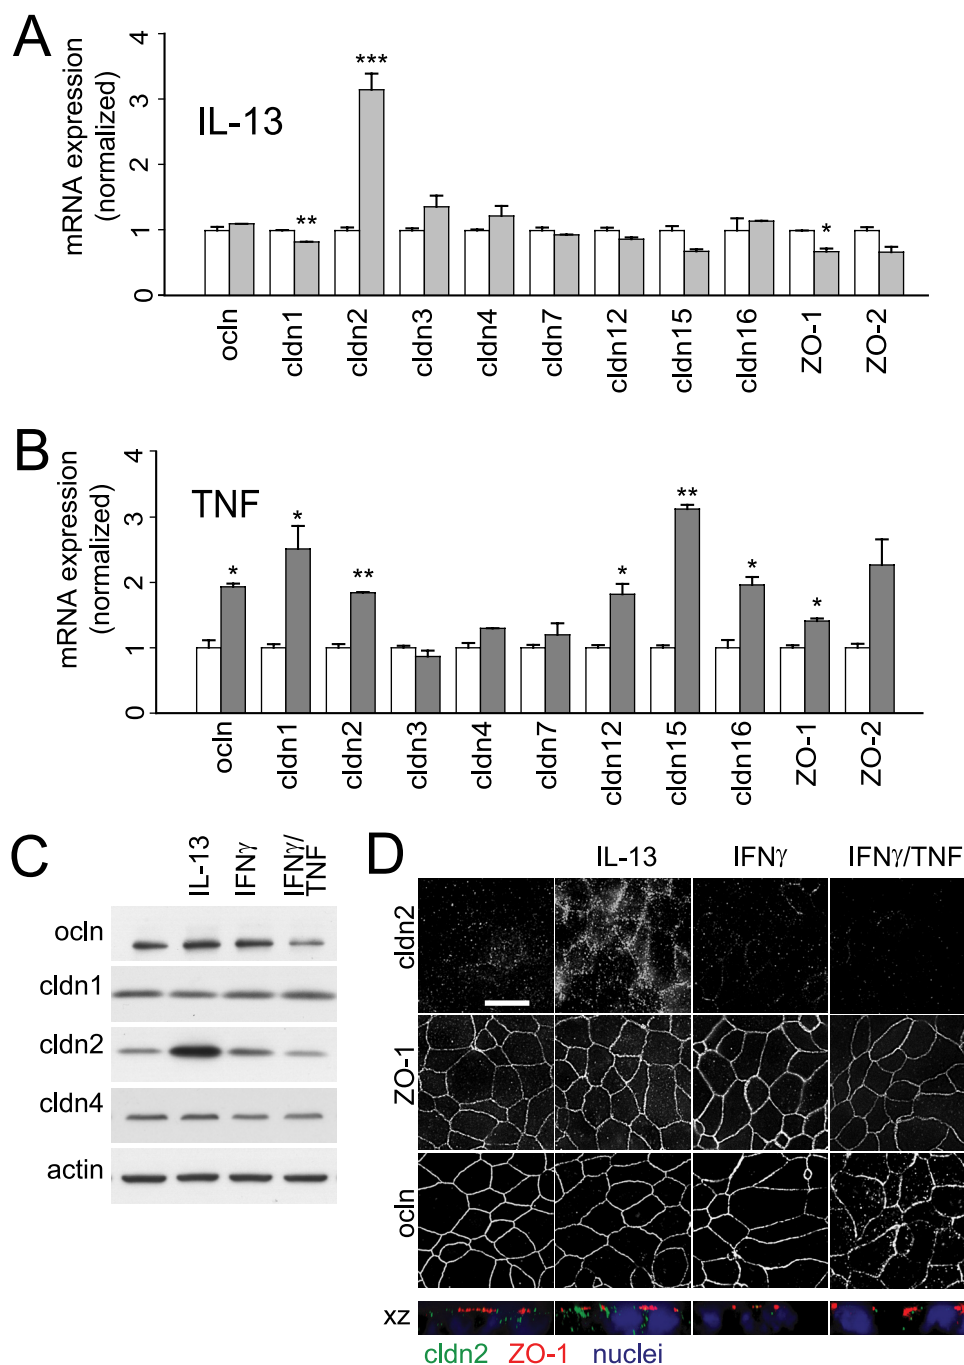 A
mRNA expression
(normalized)
4
3
2
1
0
IL-13
**
***
*
ocln
cldn1
cldn2
cldn3
cldn4
cldn7
cldn12
cldn15
cldn16
ZO-1
ZO-2
B
mRNA expression
(normalized)
4
3
2
1
0
TNF
*
*
**
*
**
*
*
ocln
cldn1
cldn2
cldn3
cldn4
cldn7
cldn12
cldn15
cldn16
ZO-1
ZO-2
C
IL-13
IFNγ
IFNγ/
TNF
ocln
cldn1
cldn2
cldn4
actin
D
IL-13
IFNγ
IFNγ/TNF
cldn2
ZO-1
ocln
xz
cldn2 ZO-1 nuclei